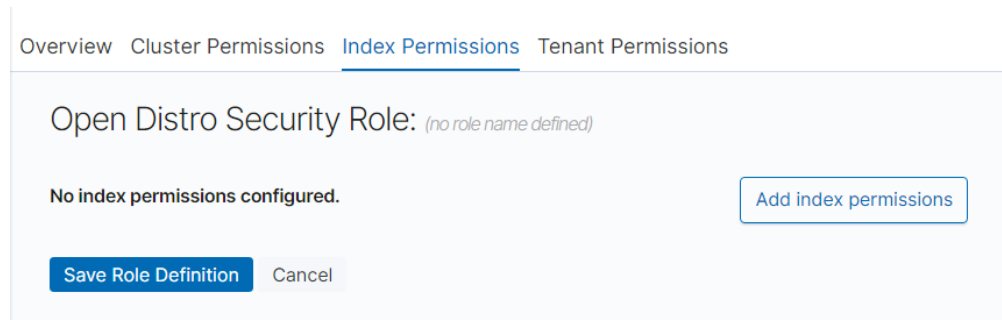 Overview Cluster Permissions Index Permissions Tenant Permissions
Open Distro Security Role: (no role name defined)
No index permissions configured. Add index permissions
Save Role Definition Cancel